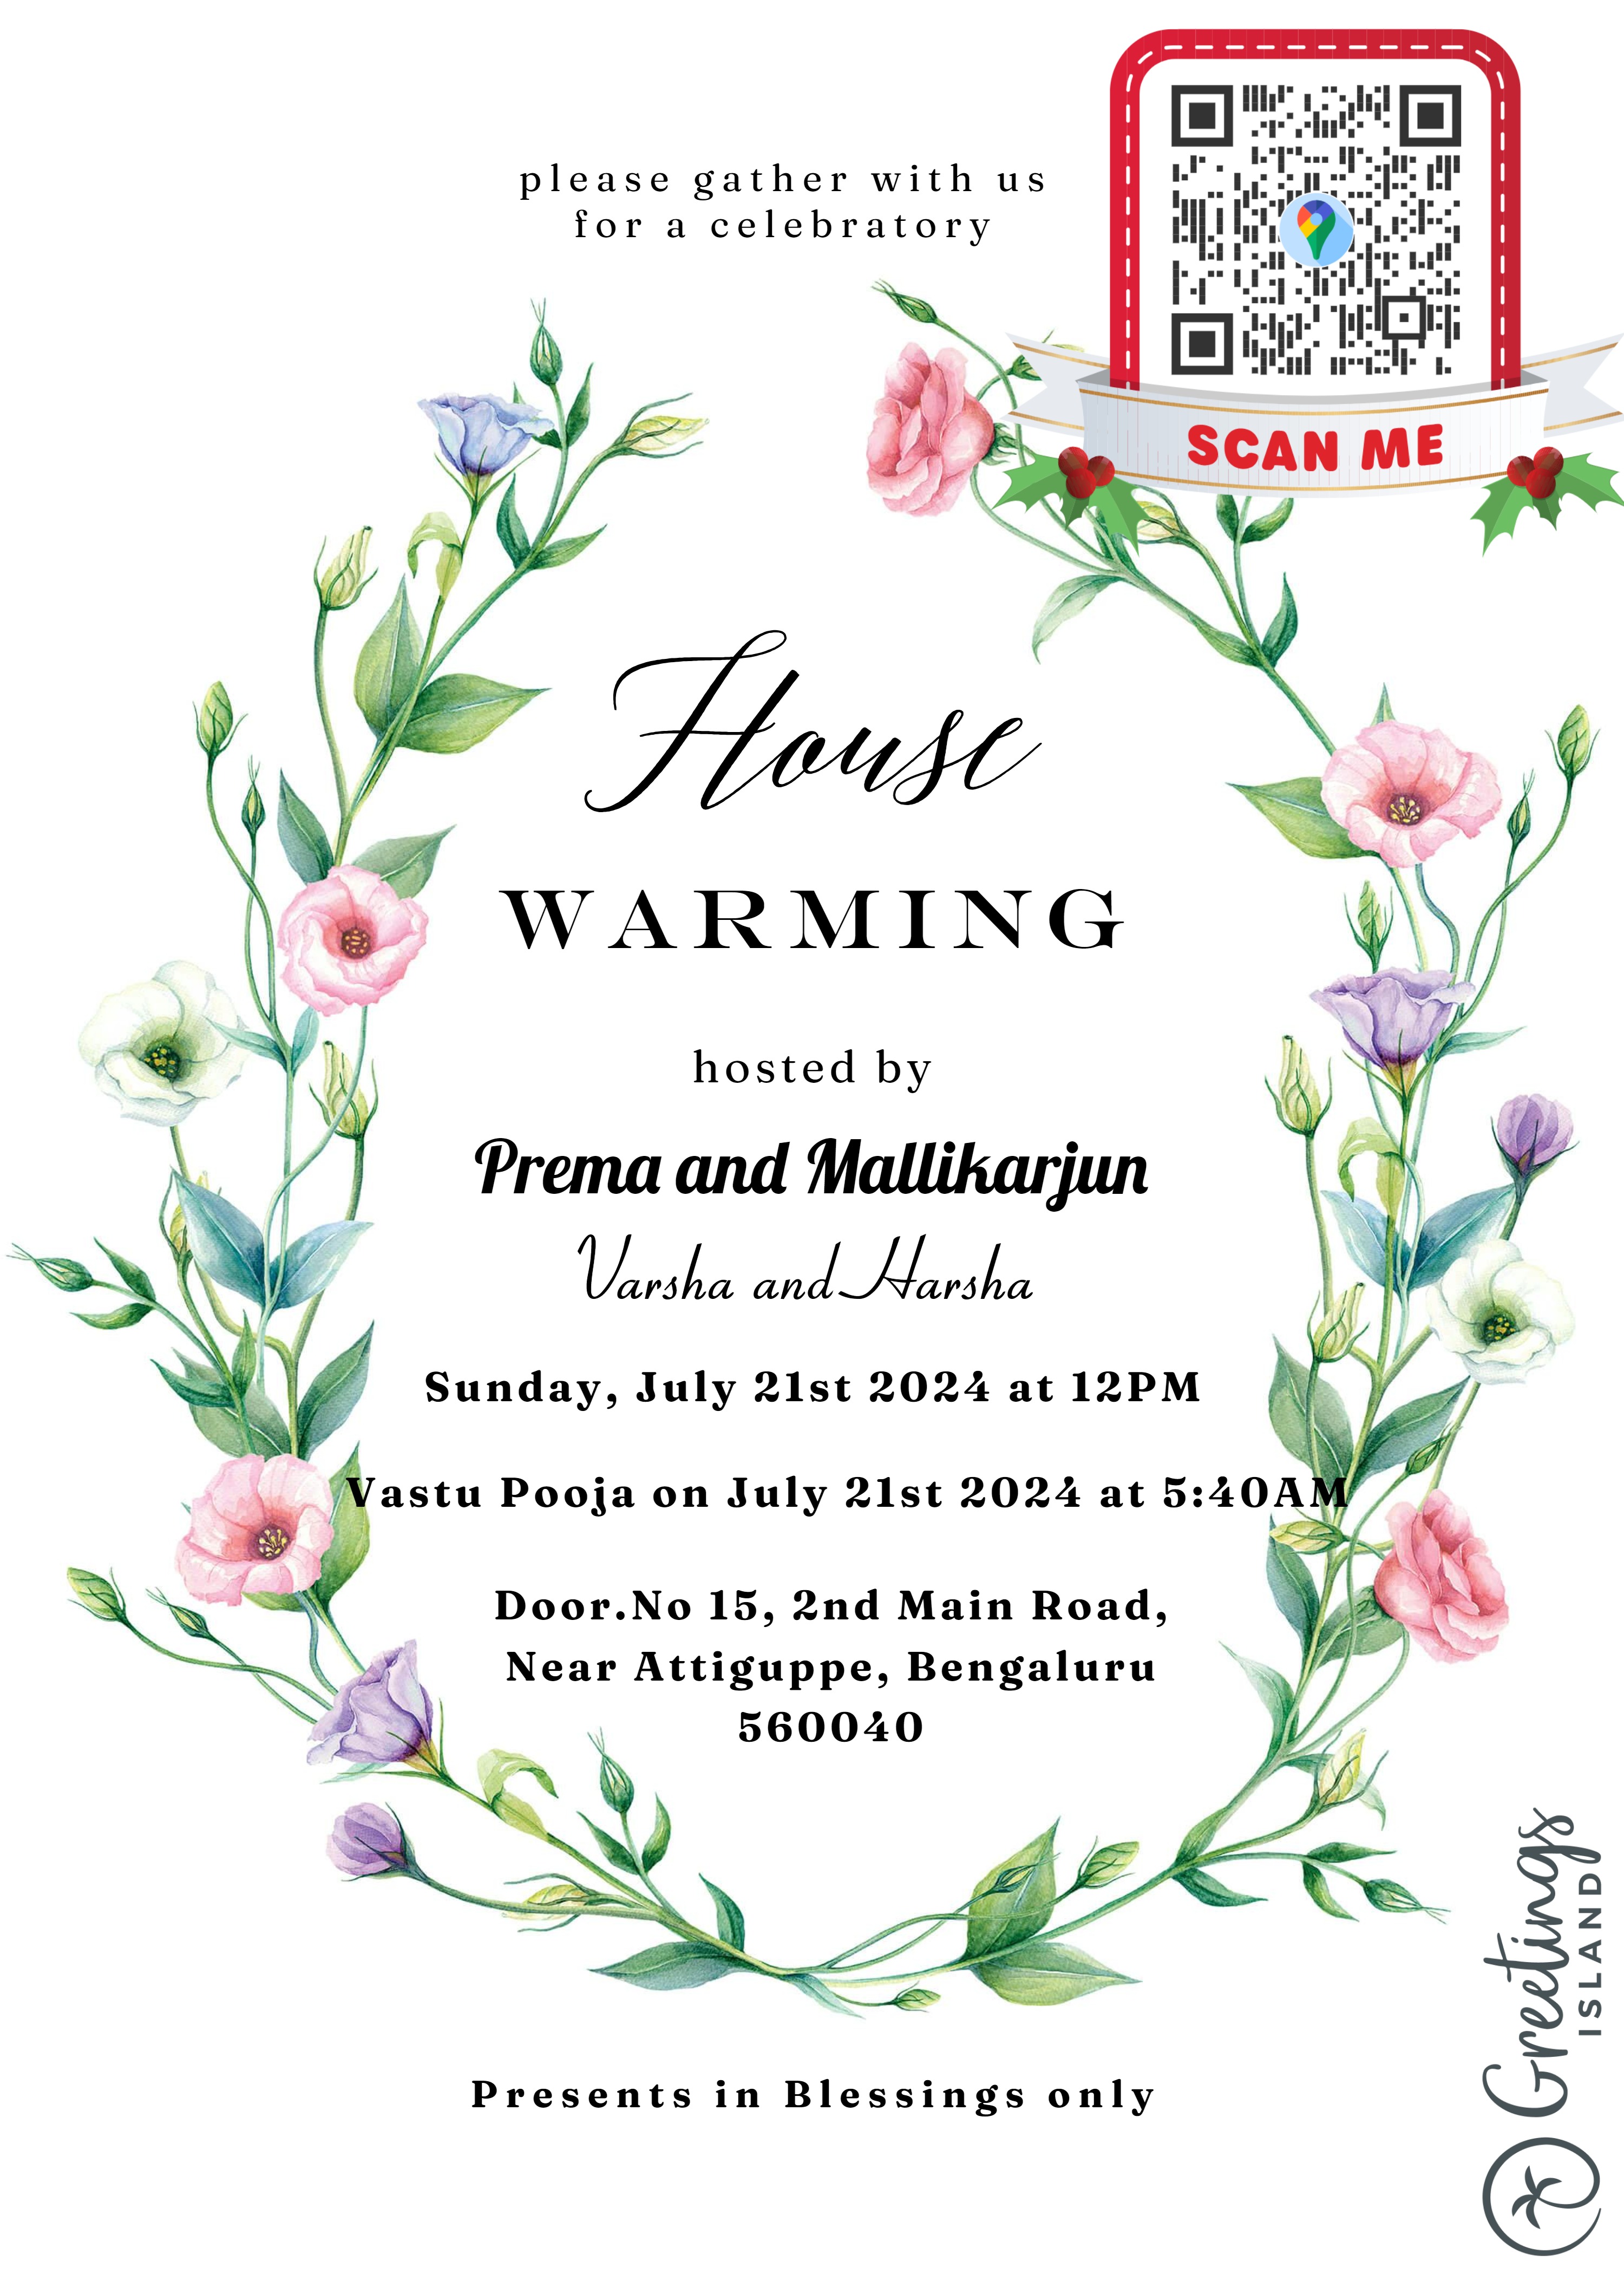 please gather with us
for a celebratory
SCAN ME
House
WARMING
hosted by
Prema and Mallikarjun
Varsha and Harsha
Sunday, July 21st 2024 at 12PM
Vastu Pooja on July 21st 2024 at 5:40AM
Door.No 15, 2nd Main Road,
Near Attiguppe, Bengaluru
560040
Presents in Blessings only
Greetings
ISLAND